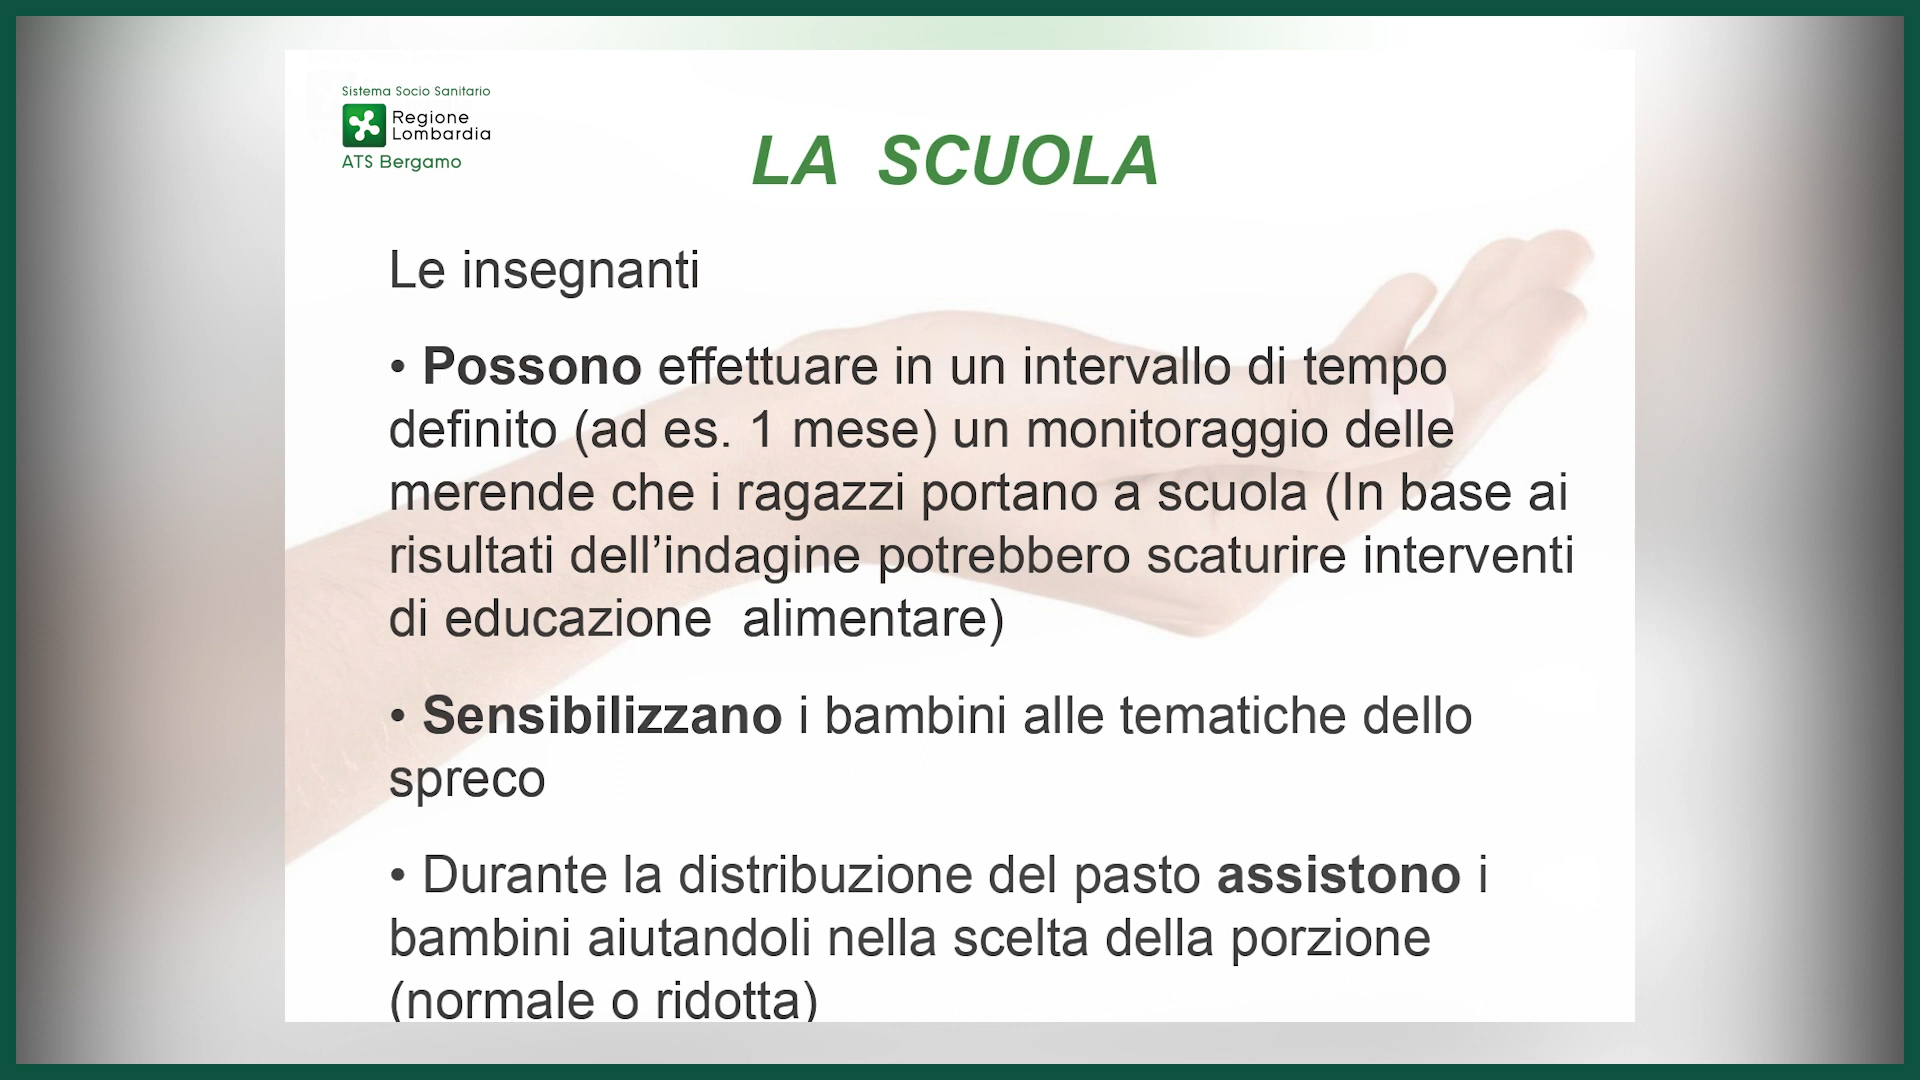 Sistema Socio Sanitario
Regione
Lombardia
ATS Bergamo
LA SCUOLA
Le insegnanti
• Possono effettuare in un intervallo di tempo
definito (ad es. 1 mese) un monitoraggio delle
merende che i ragazzi portano a scuola (In base ai
risultati dell’indagine potrebbero scaturire interventi
di educazione alimentare)
• Sensibilizzano i bambini alle tematiche dello
spreco
• Durante la distribuzione del pasto assistono i
bambini aiutandoli nella scelta della porzione
(normale o ridotta)